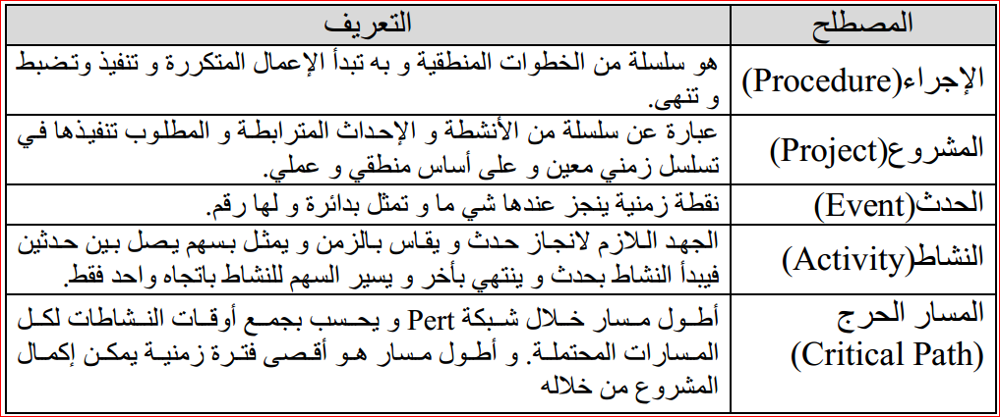 المصطلح
التعريف
الإجراء(Procedure)
هو سلسلة من الخطوات المنطقية و به تبدأ الإعمال المتكررة و تنفيذ وتضبط
و تنهى.
المشروع(Project)
عبارة عن سلسلة من الأنشطة و الإحداث المترابطة و المطلوب تنفيذها في
تسلسل زمني معين و على أساس منطقي و عملي.
الحدث(Event)
نقطة زمنية ينجز عندها شي ما و تمثل بدائرة و لها رقم.
النشاط(Activity)
الجهد اللازم لانجاز حدث و يقاس بالزمن و يمثل بسهم يصل بين حدثين
فيبدأ النشاط بحدث و ينتهي بأخر و يسير السهم للنشاط باتجاه واحد فقط.
المسار الحرج
(Critical Path)
أطول مسار خلال شبكة Pert و يحسب بجمع أوقات النشاطات لكل
المسارات المحتملة. و أطول مسار هو أقصى فترة زمنية يمكن إكمال
المشروع من خلاله